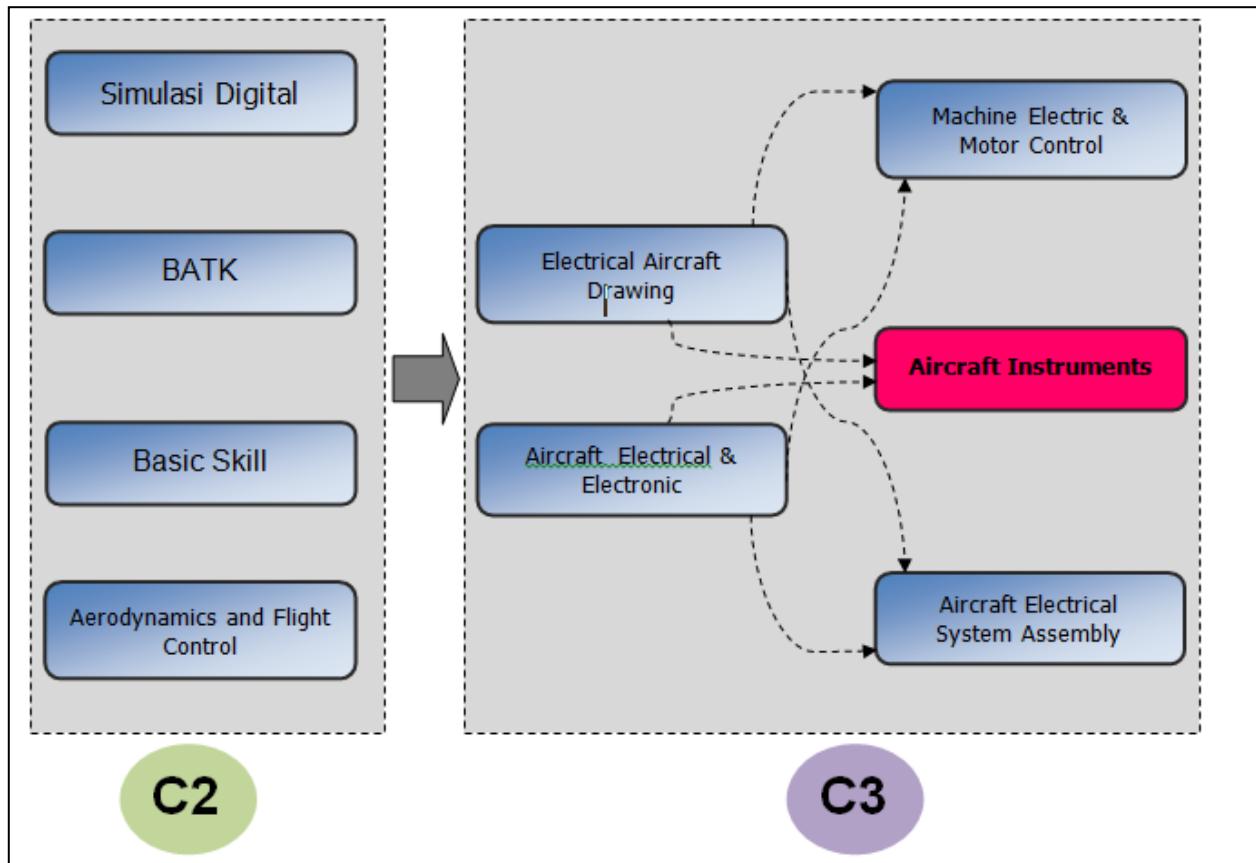 Simulasi Digital
BATK
Basic Skill
Aerodynamics and Flight
Control
C2
Electrical Aircraft
Drawing
Aircraft Electrical &
Electronic
Machine Electric &
Motor Control
Aircraft Instruments
Aircraft Electrical
System Assembly
C3